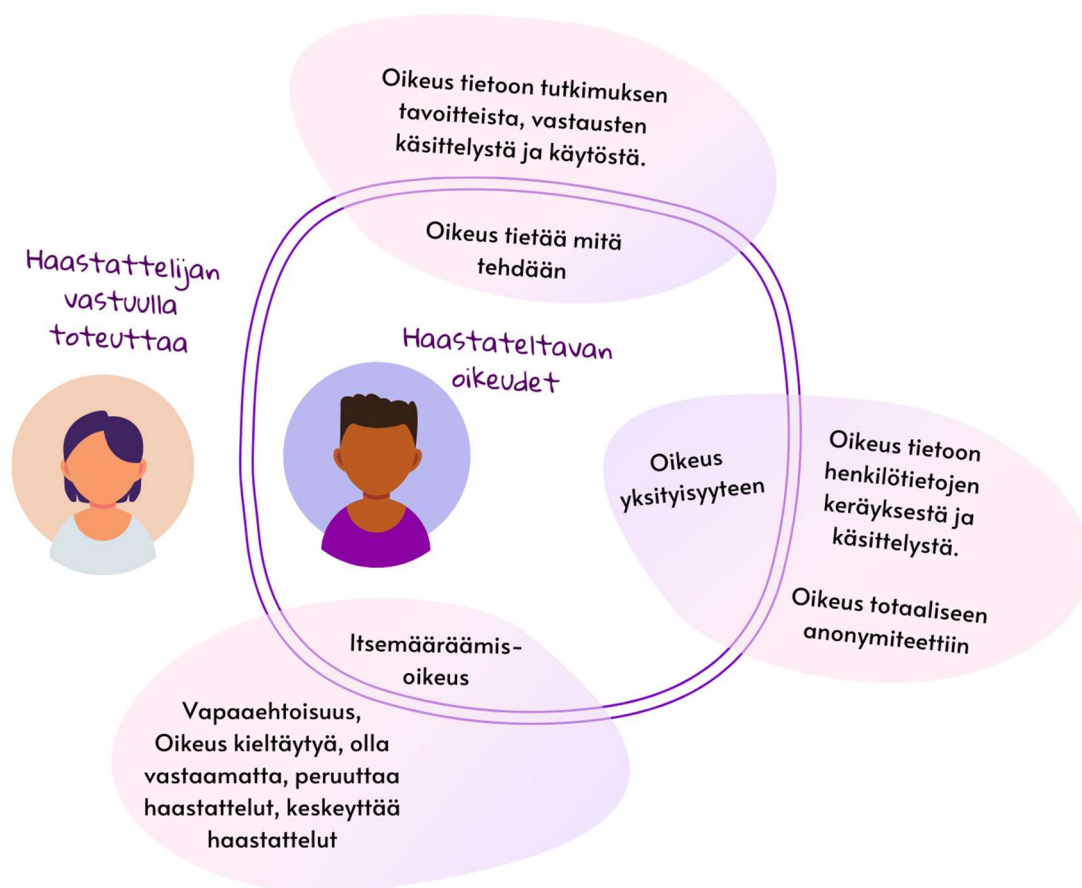 Oikeus tietoon tutkimuksen
tavoitteista, vastausten
käsittelystä ja käytöstä.
Oikeus tietää mitä
tehdään
Haastattelijan
vastuulla
toteuttaa
Haastateltavan
oikeudet
Oikeus
yksityisyyteen
Oikeus tietoon
henkilötietojen
keräyksestä ja
käsittelystä.
Oikeus totaaliseen
anonymiteettiin
Itsemääräämis-
oikeus
Vapaaehtoisuus,
Oikeus kieltäytyä, olla
vastaamatta, peruuttaa
haastattelut, keskeyttää
haastattelut